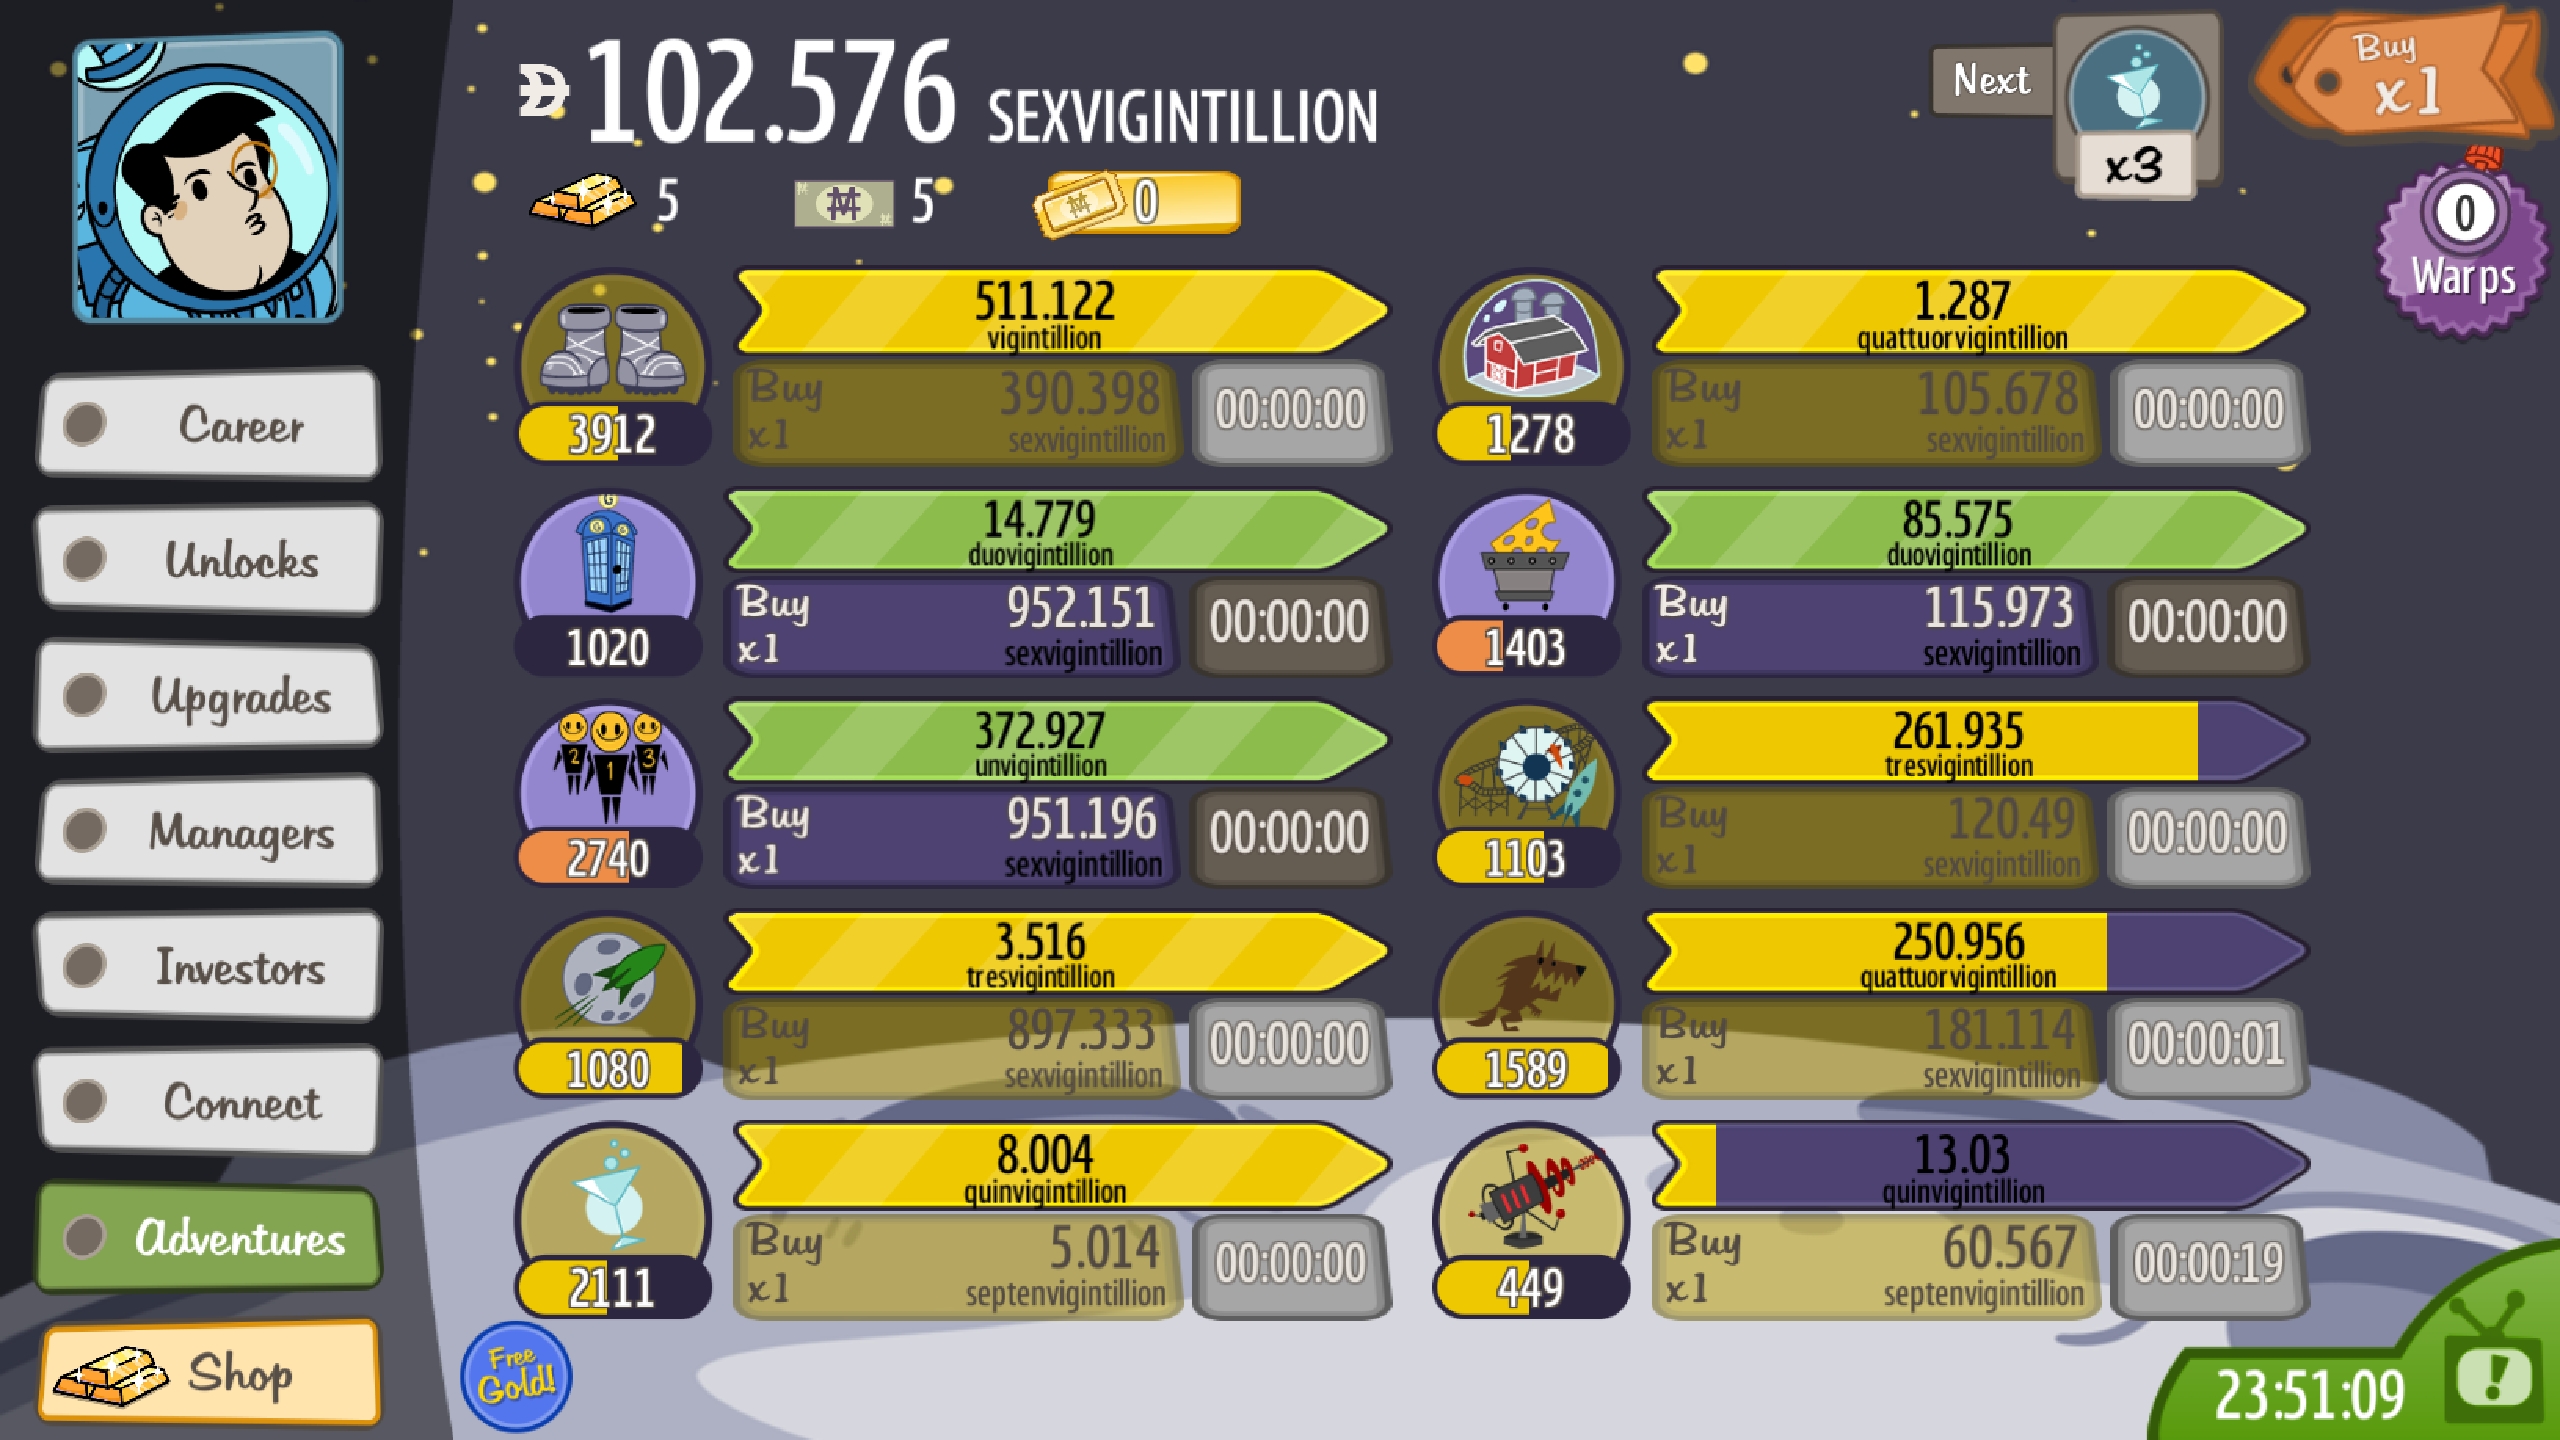 102.576 SEXVIGINTILLION
5 5 0
Next
x3
Buy
x1
0
Warps
Career
Unlocks
Upgrades
Managers
Investors
Connect
Adventures
Shop
511.122
vigintillion
3912
Buy
x1
390.398
sexvigintillion
00:00:00
1.287
quattuorvigintillion
1278
Buy
x1
105.678
sexvigintillion
00:00:00
G
G G
14.779
duovigintillion
1020
Buy
x1
952.151
sexvigintillion
00:00:00
85.575
duovigintillion
1403
Buy
x1
115.973
sexvigintillion
00:00:00
2 1 3
372.927
unvigintillion
2740
Buy
x1
951.196
sexvigintillion
00:00:00
261.935
tresvigintillion
1103
Buy
x1
120.49
sexvigintillion
00:00:00
3.516
tresvigintillion
1080
Buy
x1
897.333
sexvigintillion
00:00:00
250.956
quattuorvigintillion
1589
Buy
x1
181.114
sexvigintillion
00:00:01
8.004
quinvigintillion
2111
Buy
x1
5.014
septenvigintillion
00:00:00
13.03
quinvigintillion
449
Buy
x1
60.567
septenvigintillion
00:00:19
Free
Gold!
23:51:09
!